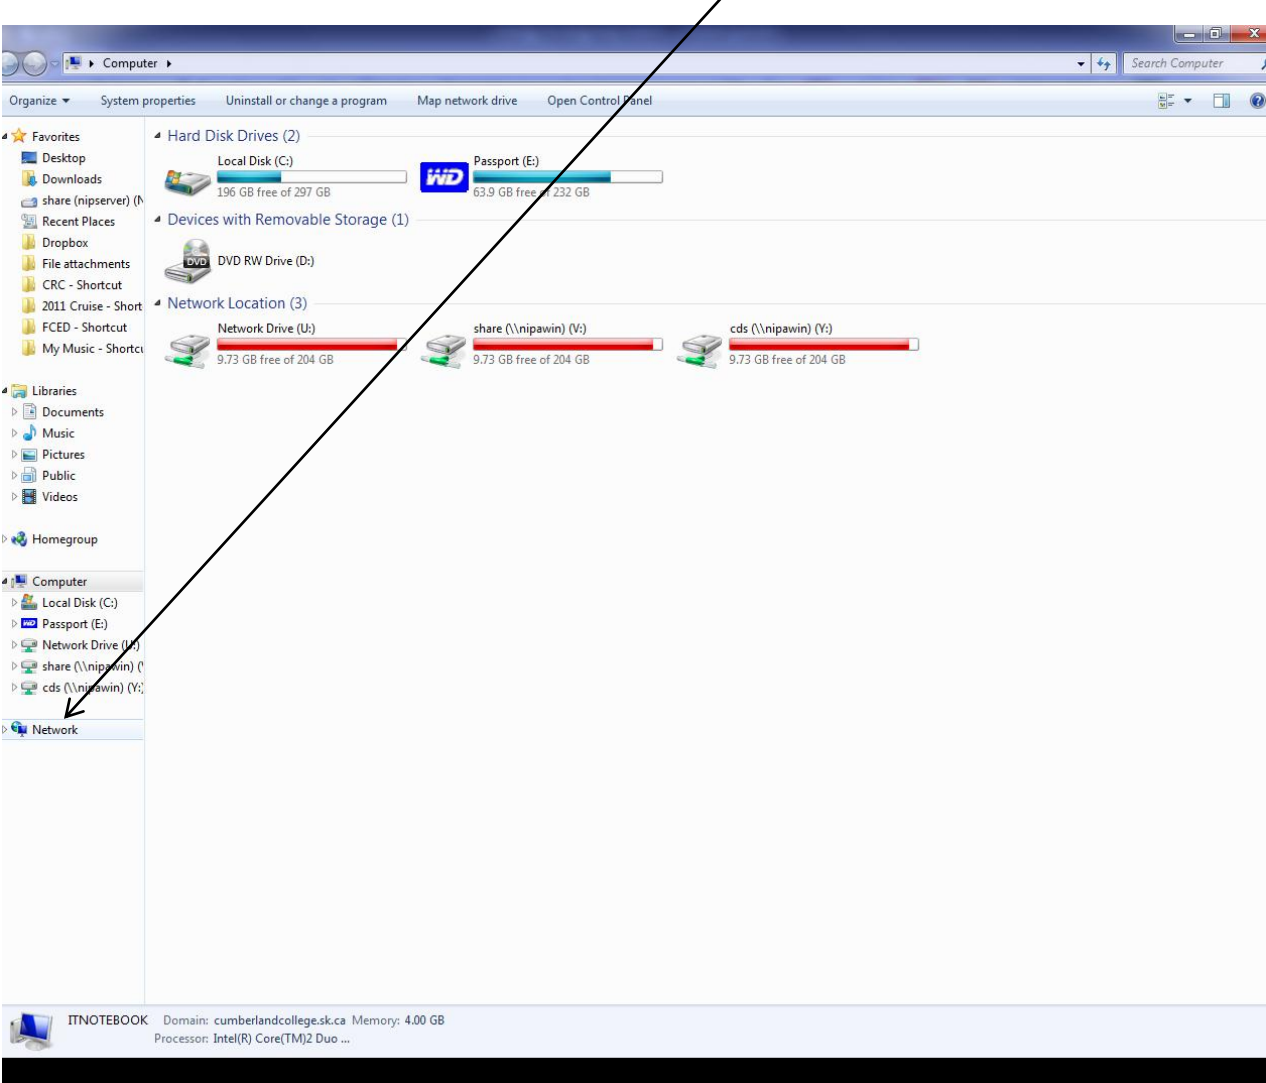 Computer
Search Computer
Organize System properties Uninstall or change a program Map network drive Open Control Panel
Favorites
Desktop
Downloads
share (nipserver) (N
Recent Places
Dropbox
File attachments
CRC - Shortcut
2011 Cruise - Short
FCED - Shortcut
My Music - Shortcu
Libraries
Documents
Music
Pictures
Public
Videos
Homegroup
Computer
Local Disk (C:)
Passport (E:)
Network Drive (U:)
share (\\nipawin) (
cds (\\nipawin) (Y:)
Network
Hard Disk Drives (2)
Local Disk (C:)
196 GB free of 297 GB
WD
Passport (E:)
63.9 GB free of 232 GB
Devices with Removable Storage (1)
DVD
DVD RW Drive (D:)
Network Location (3)
Network Drive (U:)
9.73 GB free of 204 GB
share (\\nipawin) (V:)
9.73 GB free of 204 GB
cds (\\nipawin) (Y:)
9.73 GB free of 204 GB
ITNOTEBOOK Domain: cumberlandcollege.sk.ca Memory: 4.00 GB
Processor: Intel(R) Core(TM)2 Duo ...